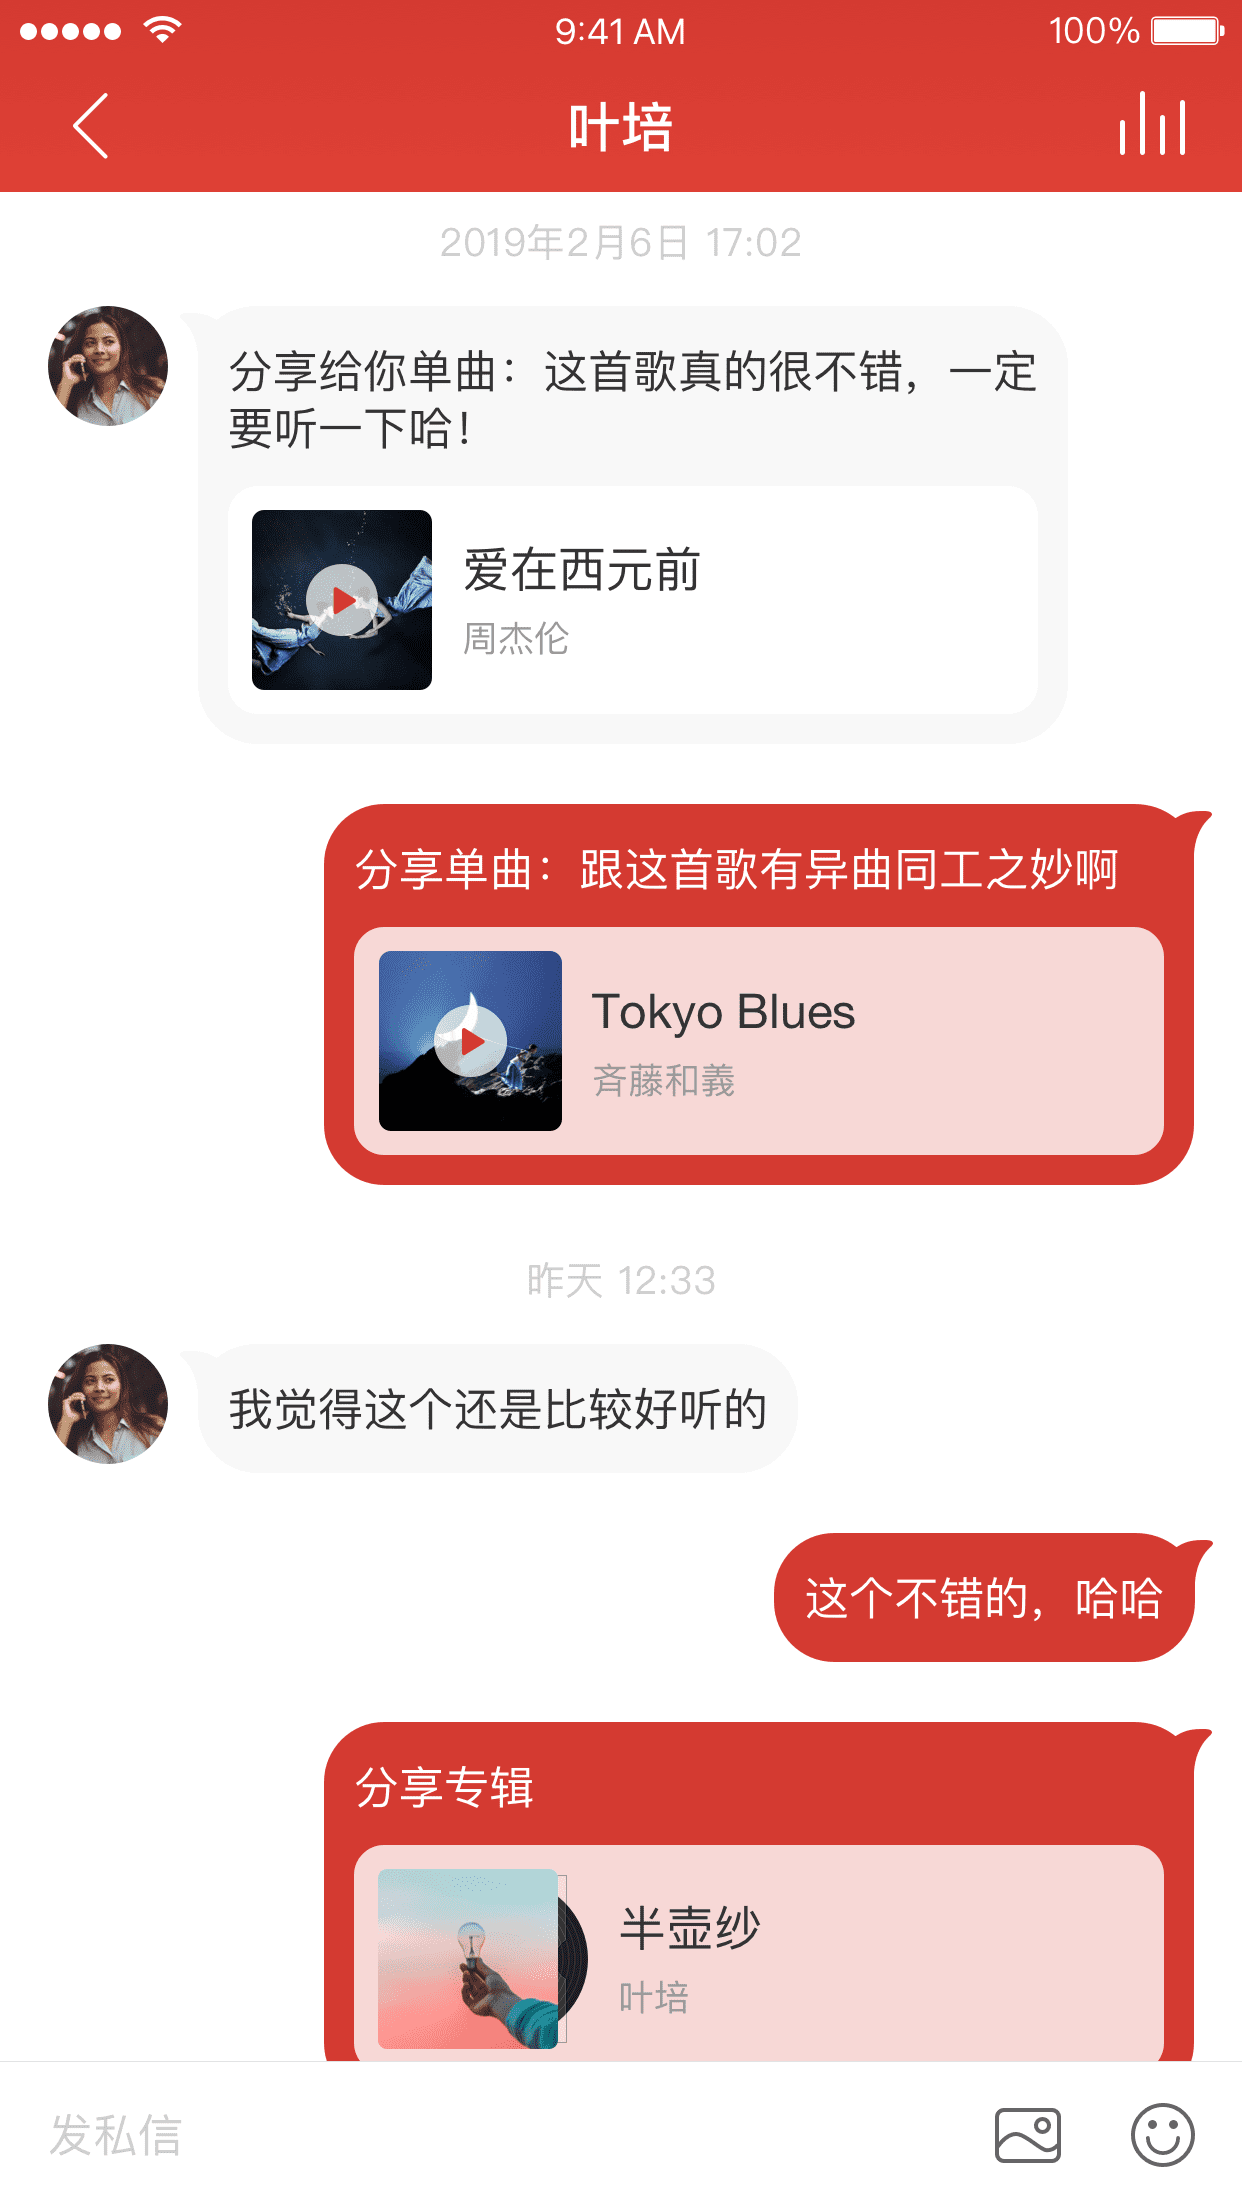 9:41 AM
100%
叶培
2019年2月6日 17:02
分享给你单曲：这首歌真的很不错，一定
要听一下哈！
爱在西元前
周杰伦
分享单曲：跟这首歌有异曲同工之妙啊
Tokyo Blues
斉藤和義
昨天 12:33
我觉得这个还是比较好听的
这个不错的，哈哈
分享专辑
半壶纱
叶培
发私信